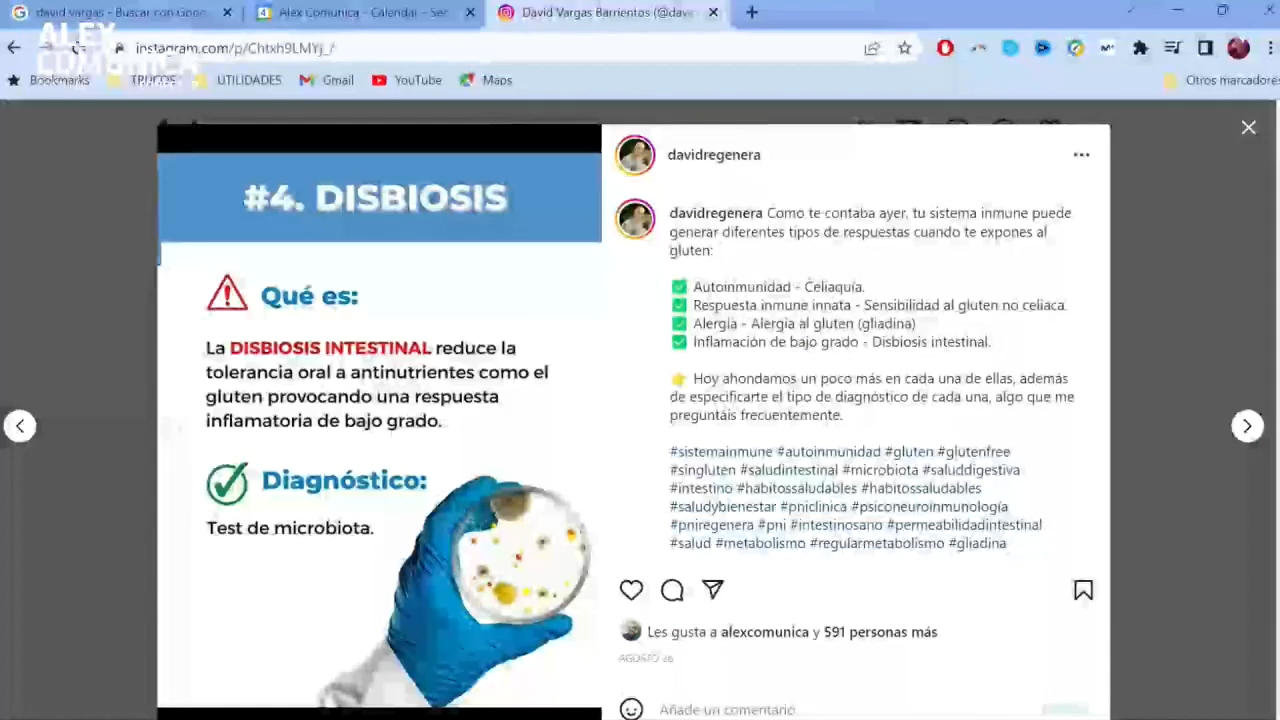 david vargas - Buscar con Goog
Alex Comunica - Calendar - Ser
David Vargas Barrientos (@dav
ALEX
COMUNICA
instagram.com/p/Chtxh9LMYj_/
Bookmarks
TRUCOS
UTILIDADES
Gmail
YouTube
Maps
Otros marcadores
#4. DISBIOSIS
Qué es:
La DISBIOSIS INTESTINAL reduce la
tolerancia oral a antinutrientes como el
gluten provocando una respuesta
inflamatoria de bajo grado.
Diagnóstico:
Test de microbiota.
davidregenera
davidregenera Como te contaba ayer, tu sistema inmune puede
generar diferentes tipos de respuestas cuando te expones al
gluten:
✅ Autoinmunidad - Celiaquía.
✅ Respuesta inmune innata - Sensibilidad al gluten no celiaca.
✅ Alergia - Alergia al gluten (gliadina)
✅ Inflamación de bajo grado - Disbiosis intestinal.
👉 Hoy ahondamos un poco más en cada una de ellas, además
de especificarte el tipo de diagnóstico de cada una, algo que me
preguntáis frecuentemente.
#sistemainmune #autoinmunidad #gluten #glutenfree
#singluten #saludintestinal #microbiota #saluddigestiva
#intestino #habitossaludables #habitossaludables
#saludybienestar #pniclinica #psiconeuroinmunología
#pniregenera #pni #intestinosano #permeabilidadintestinal
#salud #metabolismo #regularmetabolismo #gliadina
Les gusta a alexcomunica y 591 personas más
AGOSTO 26
Añade un comentario